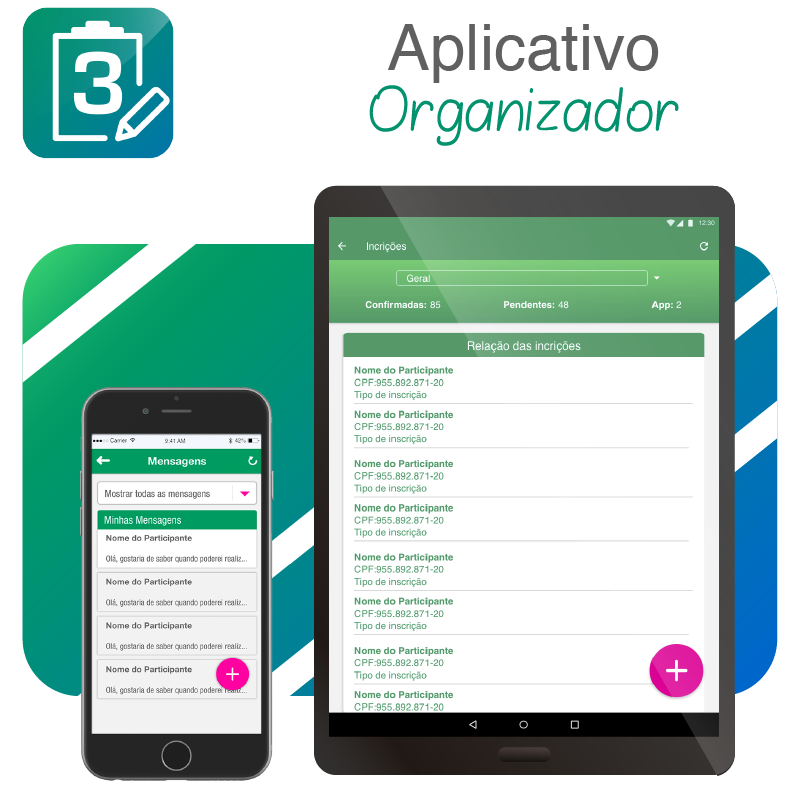 3
Aplicativo
Organizador
12:30
Incrições
Geral
Confirmadas: 85 Pendentes: 48 App: 2
Relação das incrições
Nome do Participante
CPF:955.892.871-20
Tipo de inscrição
Nome do Participante
CPF:955.892.871-20
Tipo de inscrição
Nome do Participante
CPF:955.892.871-20
Tipo de inscrição
Nome do Participante
CPF:955.892.871-20
Tipo de inscrição
Nome do Participante
CPF:955.892.871-20
Tipo de inscrição
Nome do Participante
CPF:955.892.871-20
Tipo de inscrição
Nome do Participante
CPF:955.892.871-20
Tipo de inscrição
Nome do Participante
CPF:955.892.871-20
Carrier 9:41 AM 42%
Mensagens
Mostrar todas as mensagens
Minhas Mensagens
Nome do Participante
Olá, gostaria de saber quando poderei realiz...
Nome do Participante
Olá, gostaria de saber quando poderei realiz...
Nome do Participante
Olá, gostaria de saber quando poderei realiz...
Nome do Participante
Olá, gostaria de saber quando poderei realiz...